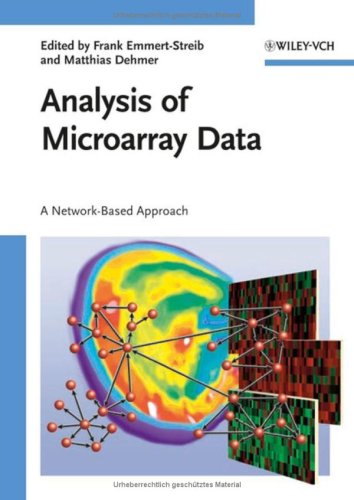 Edited by Frank Emmert-Streib
and Matthias Dehmer
WILEY-VCH
Analysis of
Microarray Data
A Network-Based Approach
Urheberrechtlich geschütztes Material
Urheberrechtlich geschütztes Material